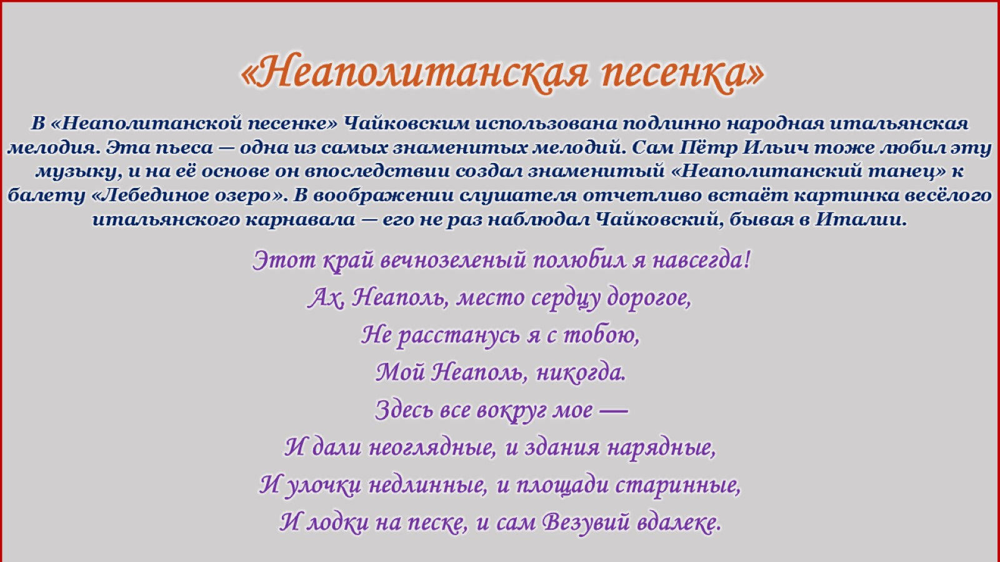 «Неаполитанская песенка»
В «Неаполитанской песенке» Чайковским использована подлинно народная итальянская
мелодия. Эта пьеса — одна из самых знаменитых мелодий. Сам Пётр Ильич тоже любил эту
музыку, и на её основе он впоследствии создал знаменитый «Неаполитанский танец» к
балету «Лебединое озеро». В воображении слушателя отчетливо встаёт картинка весёлого
итальянского карнавала — его не раз наблюдал Чайковский, бывая в Италии.
Этот край вечнозеленый полюбил я навсегда!
Ах, Неаполь, место сердцу дорогое,
Не расстанусь я с тобою,
Мой Неаполь, никогда.
Здесь все вокруг мое —
И дали неоглядные, и здания нарядные,
И улочки недлинные, и площади старинные,
И лодки на песке, и сам Везувий вдалеке.